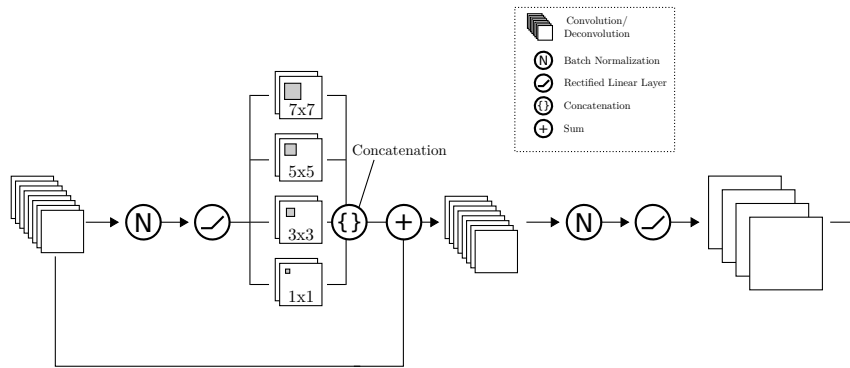 Convolution/
Deconvolution
N Batch Normalization
Rectified Linear Layer
{} Concatenation
+ Sum
7x7
5x5
Concatenation
3x3
1x1
N
{}
+
N